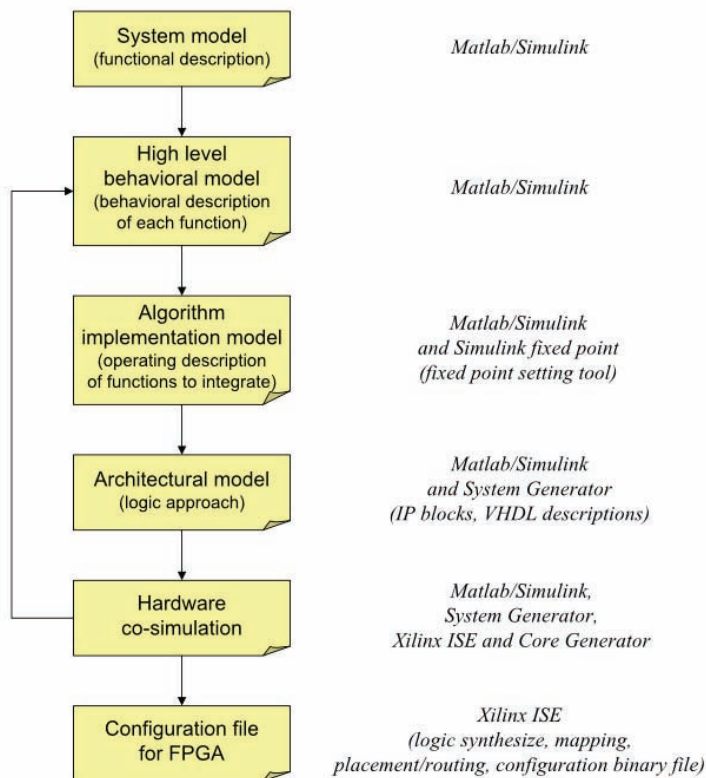 System model
(functional description)
Matlab/Simulink
High level
behavioral model
(behavioral description
of each function)
Matlab/Simulink
Algorithm
implementation model
(operating description
of functions to integrate)
Matlab/Simulink
and Simulink fixed point
(fixed point setting tool)
Architectural model
(logic approach)
Matlab/Simulink
and System Generator
(IP blocks, VHDL descriptions)
Hardware
co-simulation
Matlab/Simulink,
System Generator,
Xilinx ISE and Core Generator
Configuration file
for FPGA
Xilinx ISE
(logic synthesize, mapping,
placement/routing, configuration binary file)